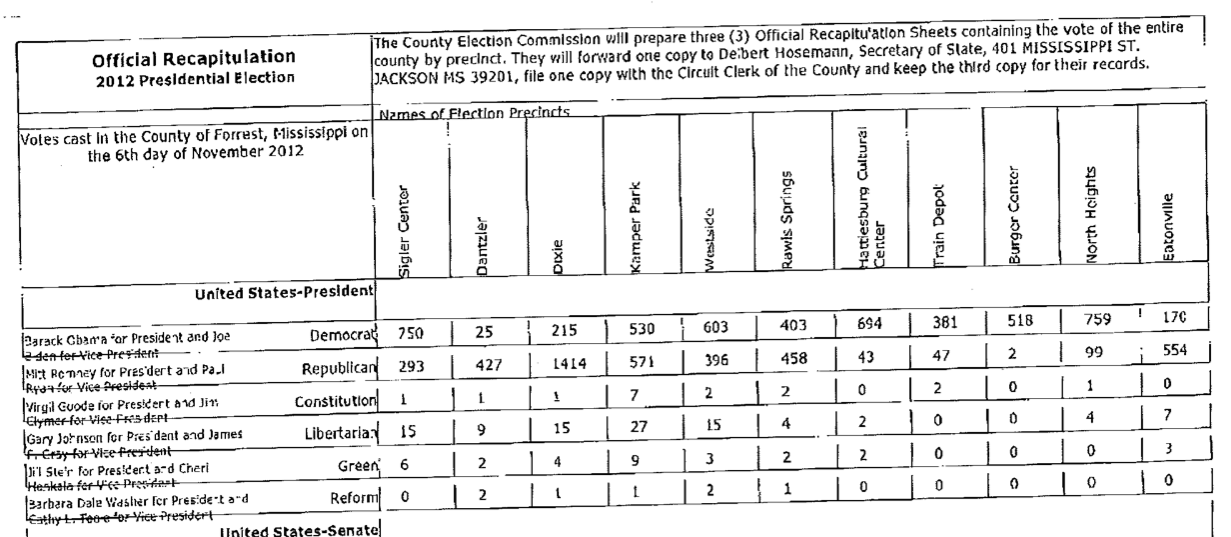 Official Recapitulation
2012 Presidential Election
The County Election Commission will prepare three (3) Official Recapitulation Sheets containing the vote of the entire
county by precinct. They will forward one copy to Delbert Hosemann, Secretary of State, 401 MISSISSIPPI ST.
JACKSON MS 39201, file one copy with the Circuit Clerk of the County and keep the third copy for their records.
Names of Election Precincts
Votes cast in the County of Forrest, Mississippi on
the 6th day of November 2012
Sigler Center
Dantzler
Dixie
Kamper Park
Westside
Rawls Springs
Hattiesburg Cultural
Center
Train Depot
Burger Center
North Heights
Eatonville
United States-President
Barack Obama for President and Joe Democrat 750 25 215 530 603 403 694 381 518 759 170
Biden for Vice President
Mitt Romney for President and Paul Republican 293 427 1414 571 396 458 43 47 2 99 554
Ryan for Vice President
Virgil Goode for President and Jim Constitution 1 1 1 7 2 2 0 2 0 1 0
Clymer for Vice President
Gary Johnson for President and James Libertarian 15 9 15 27 15 4 2 0 0 4 7
P. Gray for Vice President
Jill Stein for President and Cheri Green 6 2 4 9 3 2 2 0 0 0 3
Honkala for Vice President
Barbara Dale Washer for President and Reform 0 2 1 1 2 1 0 0 0 0 0
Cathy L. Toole for Vice President
United States-Senate